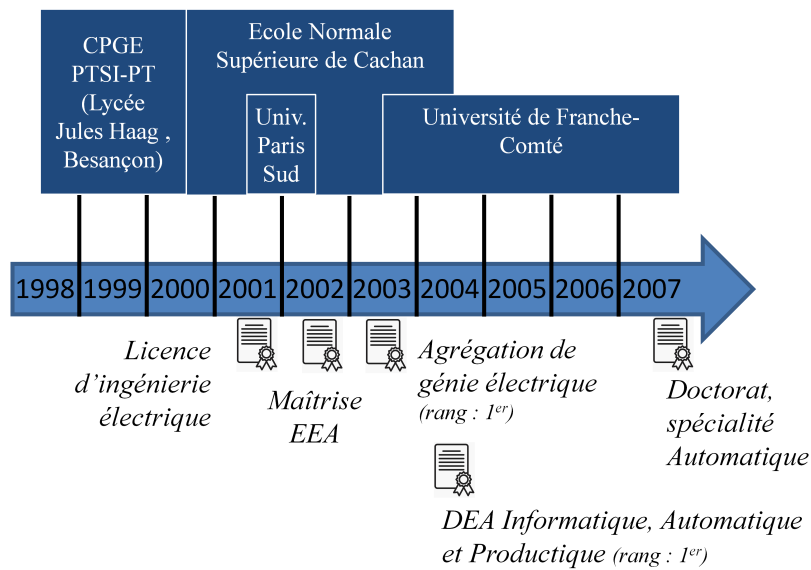 CPGE
PTSI-PT
(Lycée
Jules Haag ,
Besançon)
Ecole Normale
Supérieure de Cachan
Univ.
Paris
Sud
Université de Franche-
Comté
1998 1999 2000 2001 2002 2003 2004 2005 2006 2007
Licence
d’ingénierie
électrique
Maîtrise
EEA
Agrégation de
génie électrique
(rang : 1er)
Doctorat,
spécialité
Automatique
DEA Informatique, Automatique
et Productique (rang : 1er)